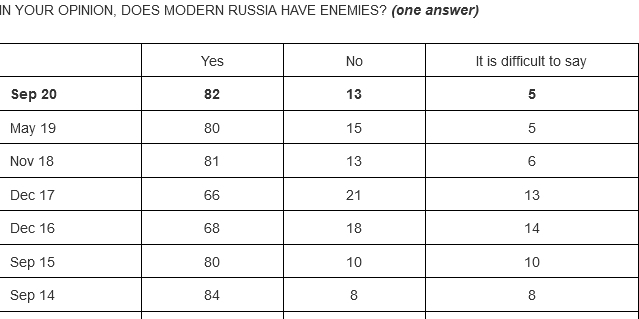 IN YOUR OPINION, DOES MODERN RUSSIA HAVE ENEMIES? (one answer)
Yes No It is difficult to say
Sep 20 82 13 5
May 19 80 15 5
Nov 18 81 13 6
Dec 17 66 21 13
Dec 16 68 18 14
Sep 15 80 10 10
Sep 14 84 8 8